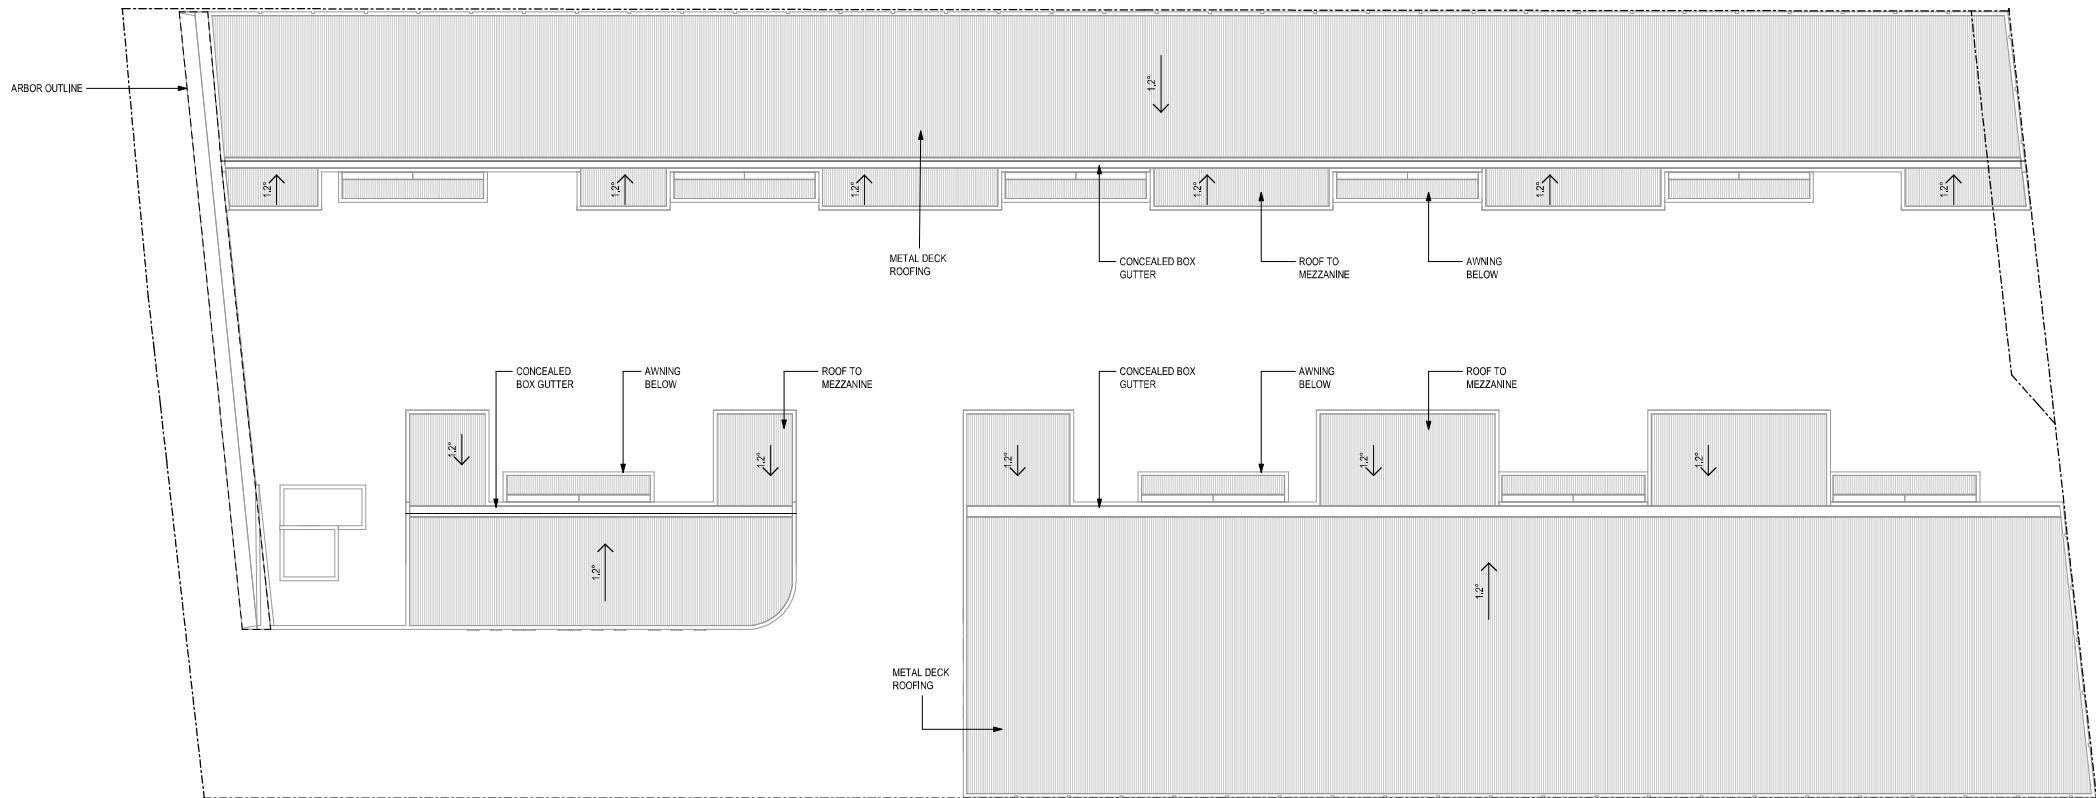 ARBOR OUTLINE
1.2°
1.2°
1.2°
1.2°
1.2°
1.2°
1.2°
METAL DECK
ROOFING
CONCEALED BOX
GUTTER
ROOF TO
MEZZANINE
AWNING
BELOW
CONCEALED
BOX GUTTER
AWNING
BELOW
ROOF TO
MEZZANINE
CONCEALED BOX
GUTTER
AWNING
BELOW
ROOF TO
MEZZANINE
1.2°
1.2°
1.2°
1.2°
1.2°
1.2°
1.2°
METAL DECK
ROOFING